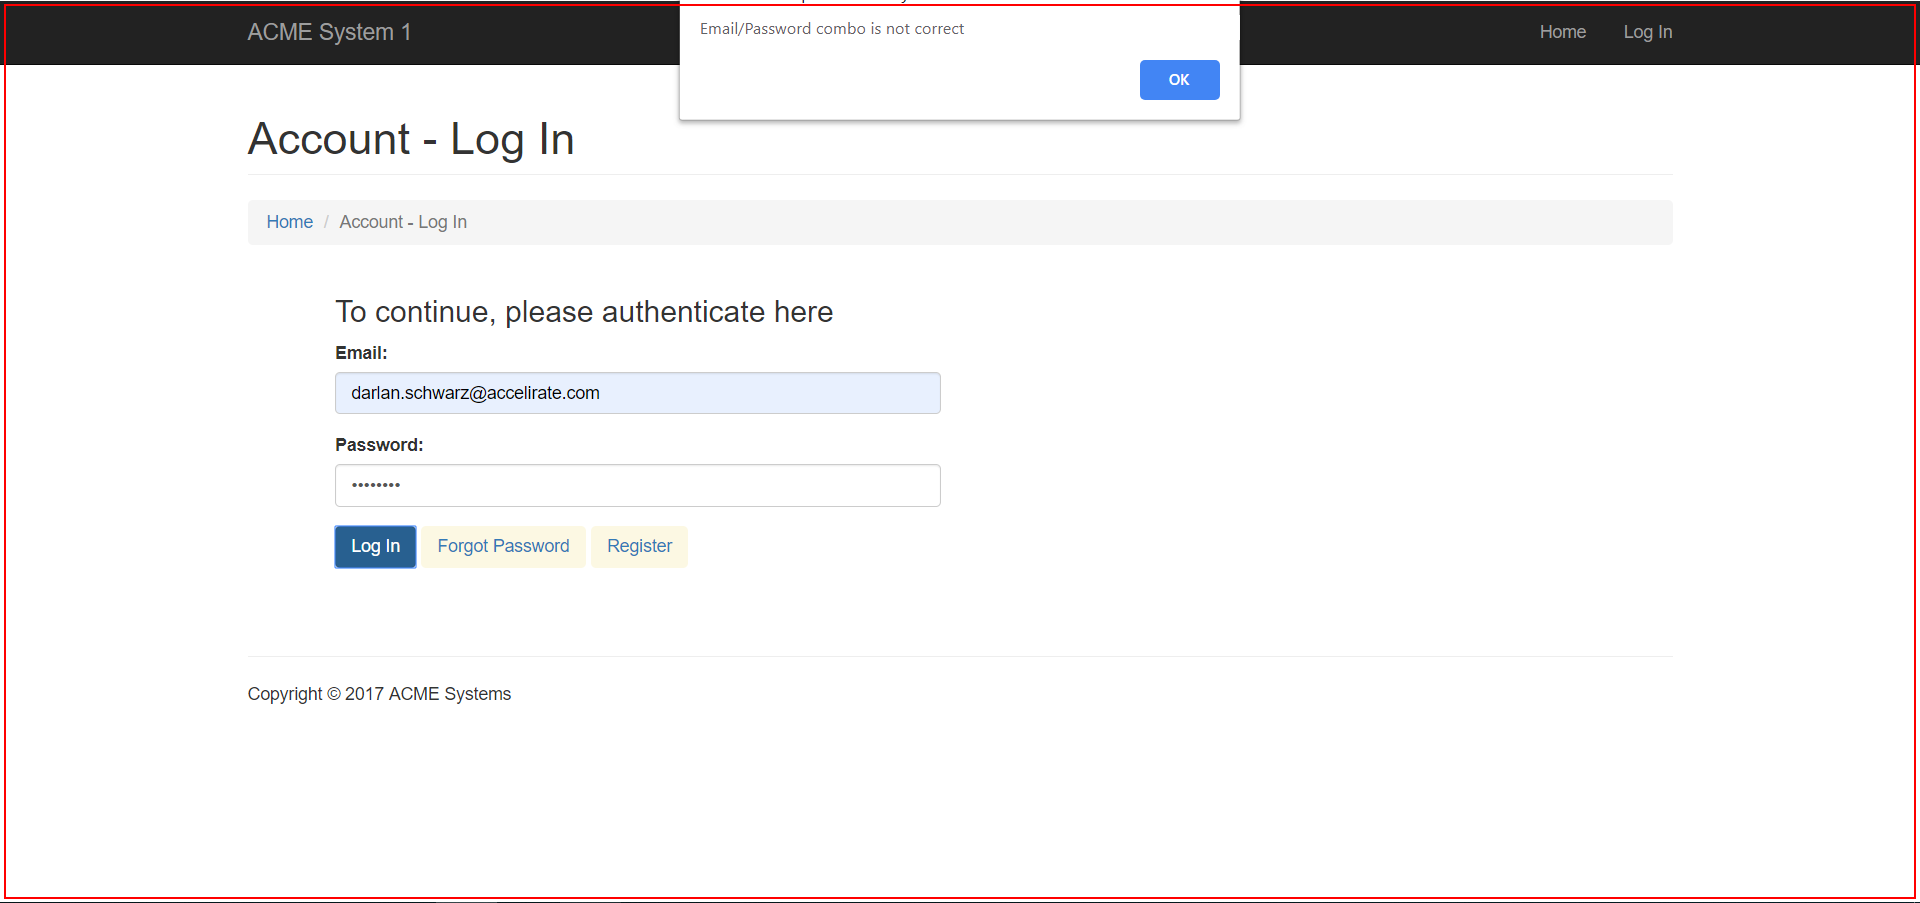 ACME System 1
Email/Password combo is not correct
OK
Home
Log In
Account - Log In
Home / Account - Log In
To continue, please authenticate here
Email:
darlan.schwarz@accelirate.com
Password:
••••••••
Log In
Forgot Password
Register
Copyright © 2017 ACME Systems